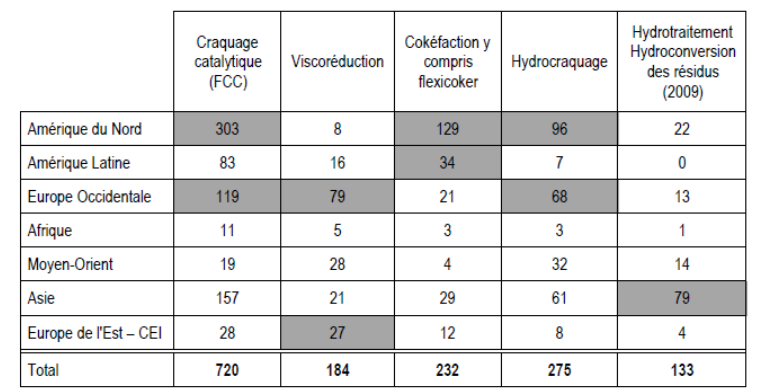 Craquage catalytique (FCC) Viscoréduction Cokéfaction y compris flexicoker Hydrocraquage Hydrotraitement Hydroconversion des résidus (2009)
Amérique du Nord 303 8 129 96 22
Amérique Latine 83 16 34 7 0
Europe Occidentale 119 79 21 68 13
Afrique 11 5 3 3 1
Moyen-Orient 19 28 4 32 14
Asie 157 21 29 61 79
Europe de l'Est – CEI 28 27 12 8 4
Total 720 184 232 275 133